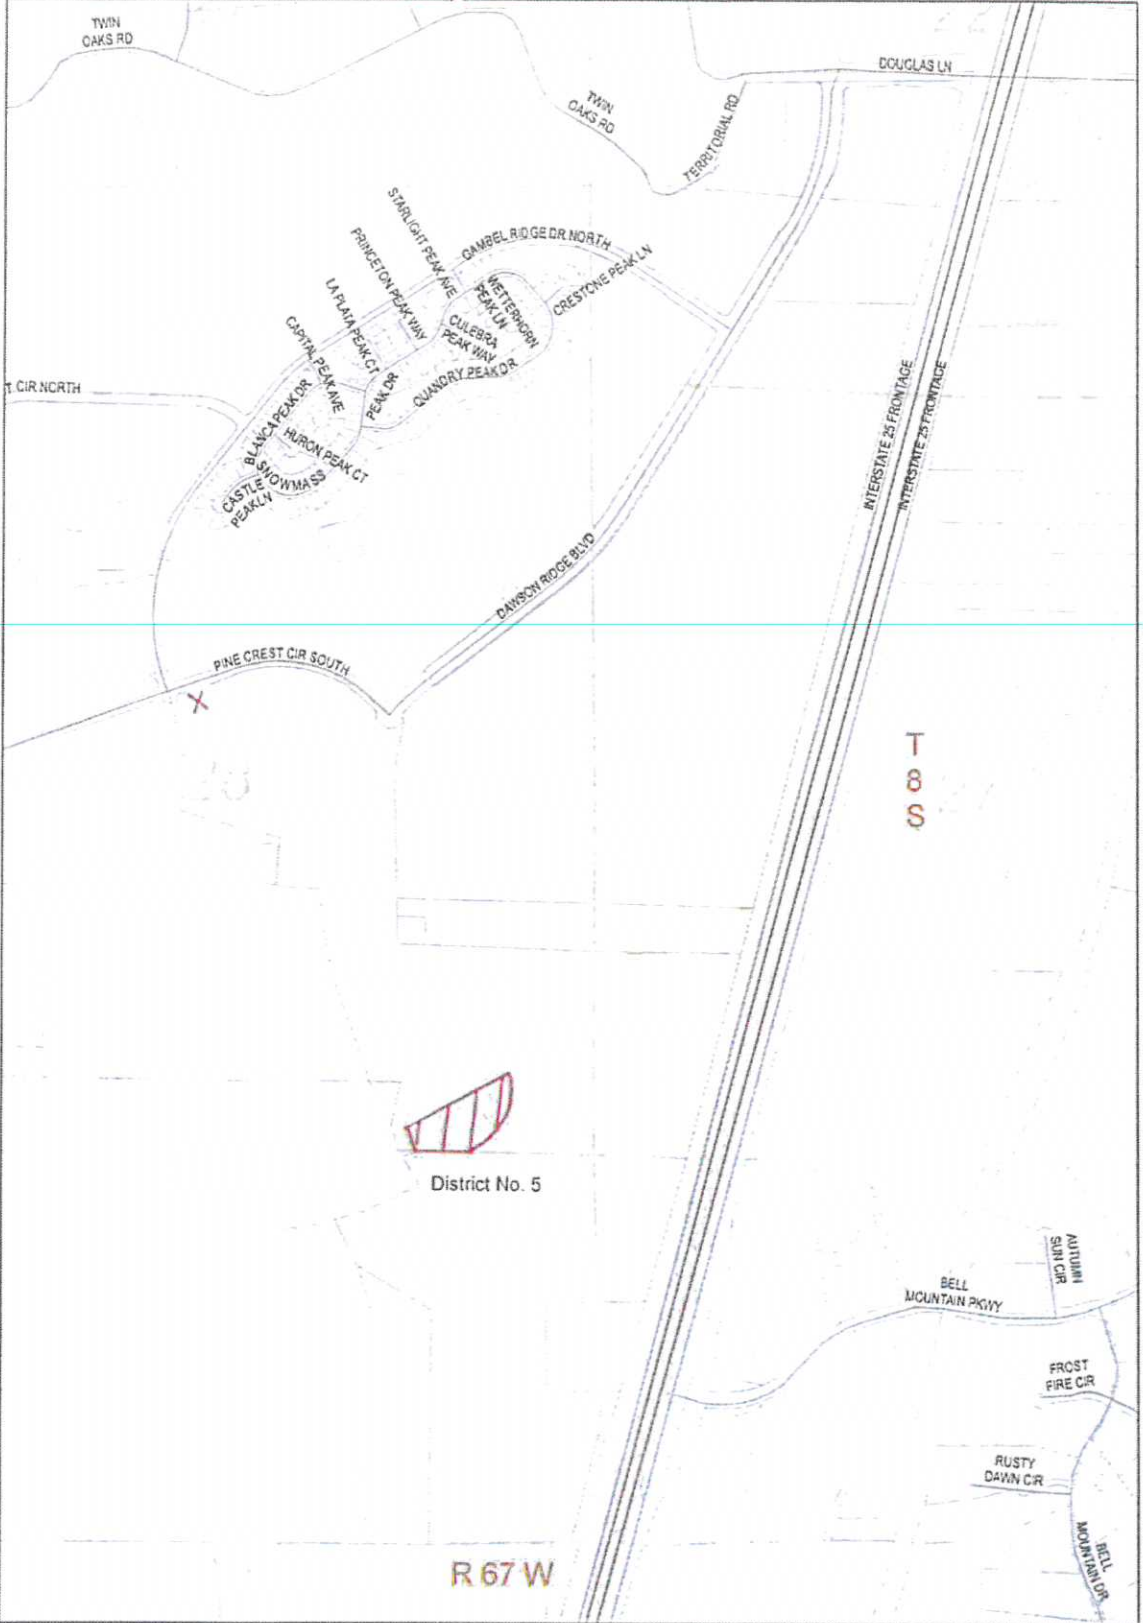 TWIN
OAKS RD
DOUGLAS LN
TWIN
OAKS RD
TERRITORIAL RD
STARLIGHT PEAK AVE
GAMBEL RIDGE DR NORTH
PRINCETON PEAK WAY
CRESTONE PEAK LN
WETTERHORN
PEAK LN
LA PLATA PEAK CT
CULEBRA
PEAK WAY
CAPITAL PEAK AVE
QUANDRY PEAK DR
PEAK DR
T CIR NORTH
BLANCA PEAK DR
HURON PEAK CT
SNOWMASS
CASTLE
PEAK LN
INTERSTATE 25 FRONTAGE
INTERSTATE 25 FRONTAGE
DAWSON RIDGE BLVD
PINE CREST CIR SOUTH
X
T
8
S
District No. 5
AUTUMN
SUN CIR
BELL
MOUNTAIN PKWY
FROST
FIRE CIR
RUSTY
DAWN CIR
BELL
MOUNTAIN DR
R 67 W